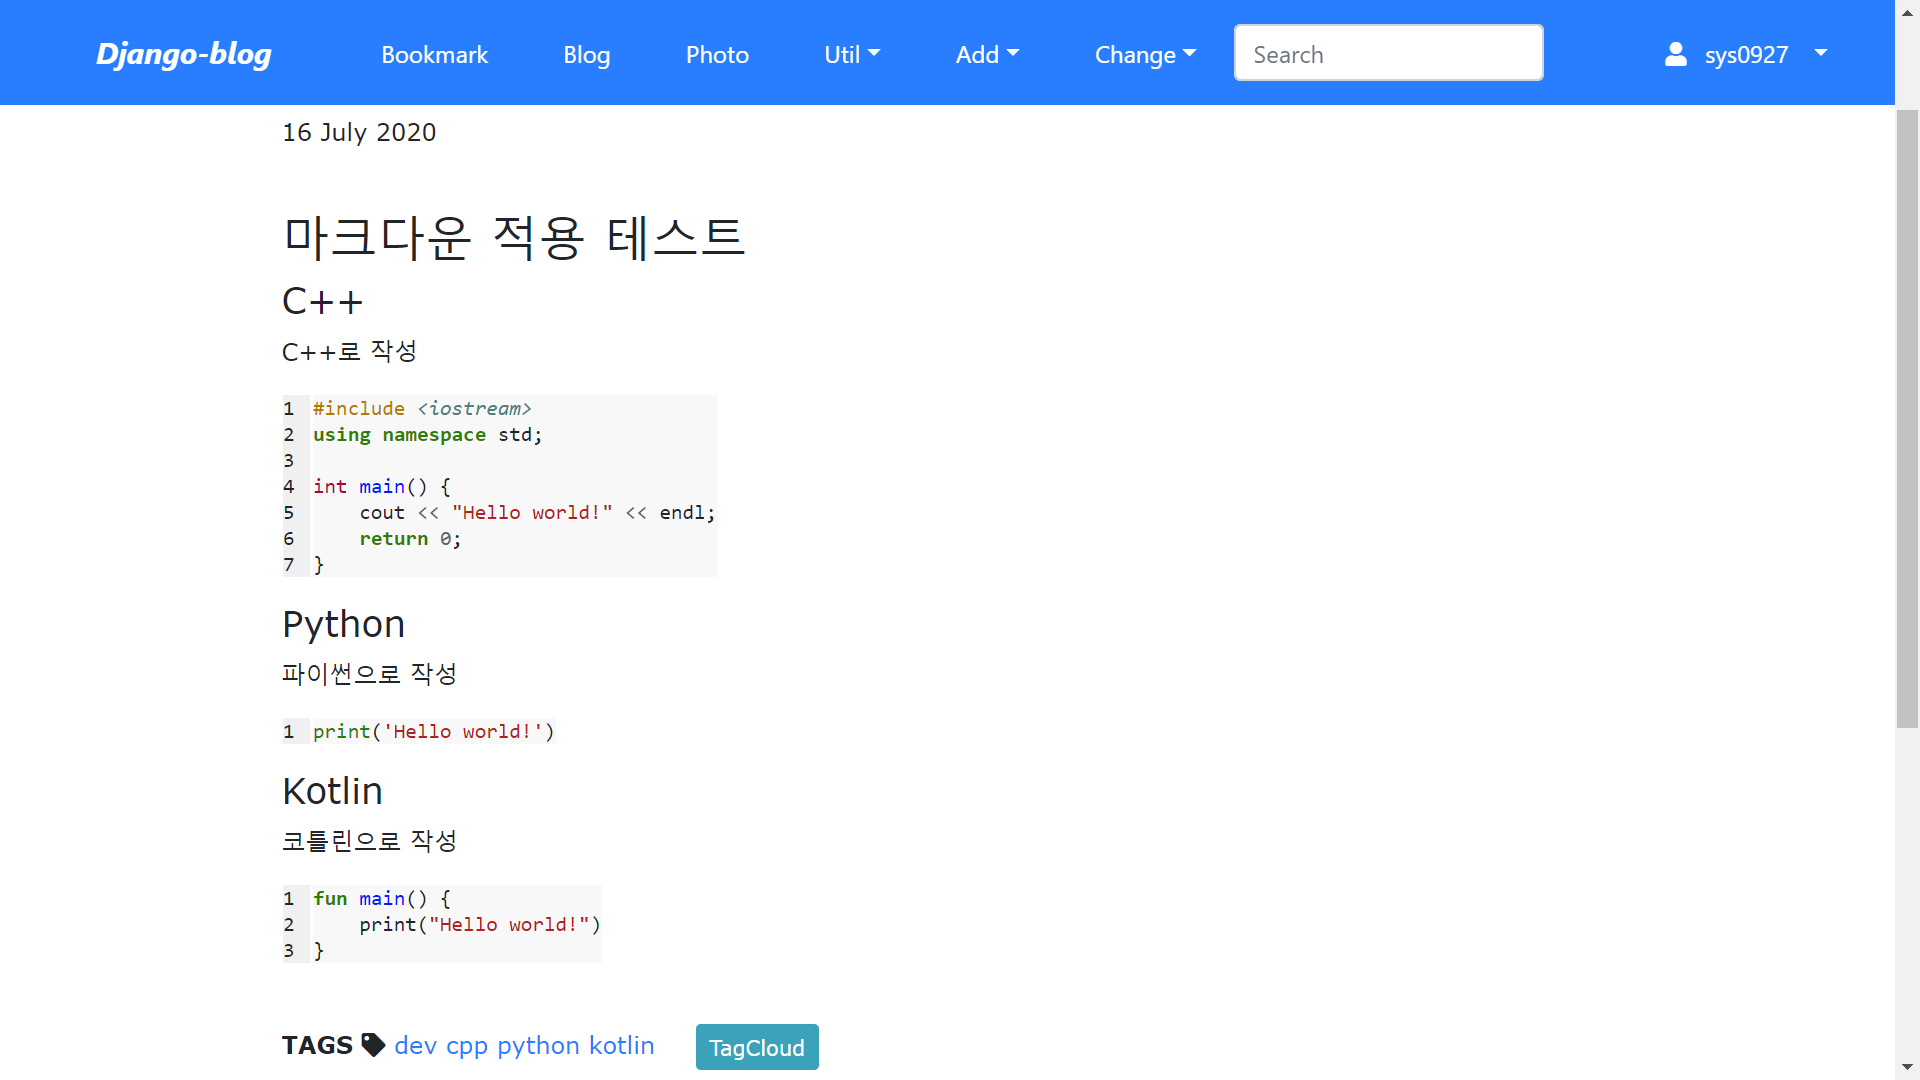 Django-blog Bookmark Blog Photo Util Add Change Search sys0927
16 July 2020
마크다운 적용 테스트
C++
C++로 작성
1 #include <iostream>
2 using namespace std;
3
4 int main() {
5     cout << "Hello world!" << endl;
6     return 0;
7 }
Python
파이썬으로 작성
1 print('Hello world!')
Kotlin
코틀린으로 작성
1 fun main() {
2     print("Hello world!")
3 }
TAGS dev cpp python kotlin TagCloud